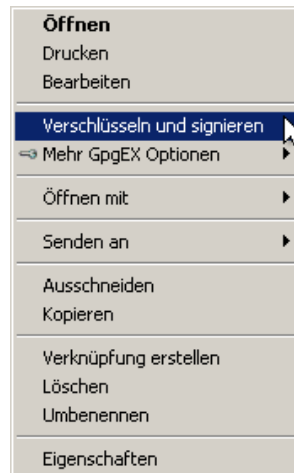 Öffnen
Drucken
Bearbeiten
Verschlüsseln und signieren
Mehr GpgEX Optionen
Öffnen mit
Senden an
Ausschneiden
Kopieren
Verknüpfung erstellen
Löschen
Umbenennen
Eigenschaften